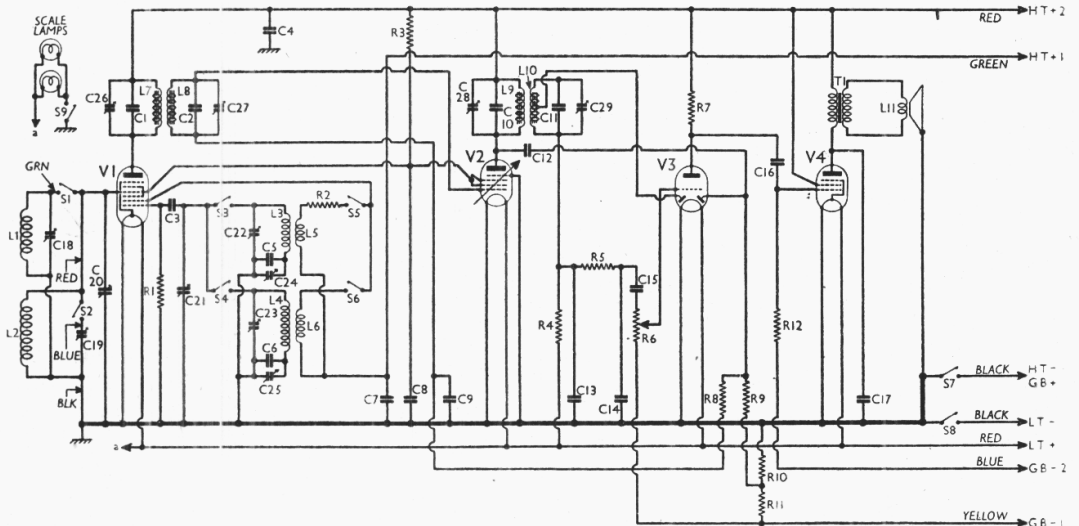 SCALE
LAMPS
S9
a
C26
C1
L7
L8
C2
C27
C4
R3
RED
HT+2
GREEN
HT+1
C
28
L9
C
10
L10
C11
C29
R7
T1
L11
V1
V2
C12
V3
C16
V4
GRN
S1
L1
C18
RED
C
20
R1
C3
C21
S3
C22
L3
C5
C24
R2
L5
S5
S4
L4
C23
L6
S6
C6
C25
L2
S2
BLUE
C19
BLK
R5
C15
R4
R6
R12
C7
C8
C9
C13
C14
R8
R9
C17
S7
BLACK
HT-
GB+
S8
BLACK
LT-
a
RED
LT+
BLUE
GB-2
R10
R11
YELLOW
GB-1